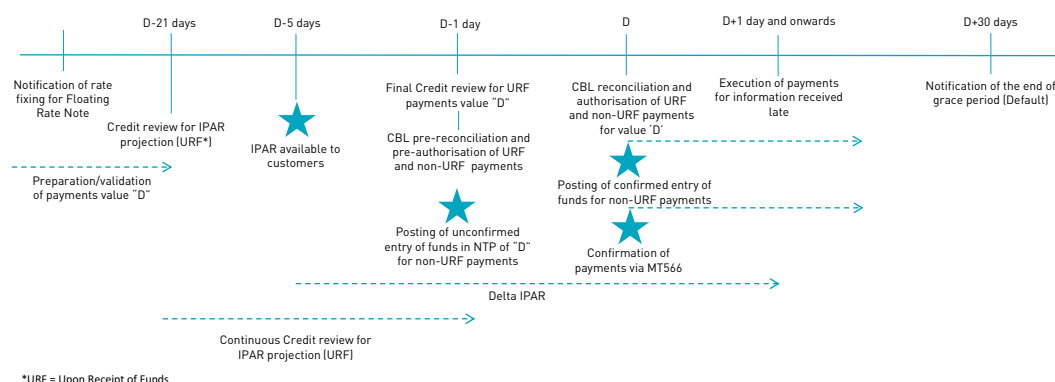 D-21 days
D-5 days
D-1 day
D
D+1 day and onwards
D+30 days
Notification of rate
fixing for Floating
Rate Note
Credit review for IPAR
projection (URF*)
IPAR available to
customers
Final Credit review for URF
payments value "D"
CBL pre-reconciliation and
pre-authorisation of URF
and non-URF payments
Posting of unconfirmed
entry of funds in NTP of "D"
for non-URF payments
CBL reconciliation and
authorisation of URF
and non-URF payments
for value 'D'
Posting of confirmed entry of
funds for non-URF payments
Confirmation of
payments via MT566
Execution of payments
for information received
late
Notification of the end of
grace period (Default)
Preparation/validation
of payments value "D"
Delta IPAR
Continuous Credit review for
IPAR projection (URF)
*URF = Upon Receipt of Funds